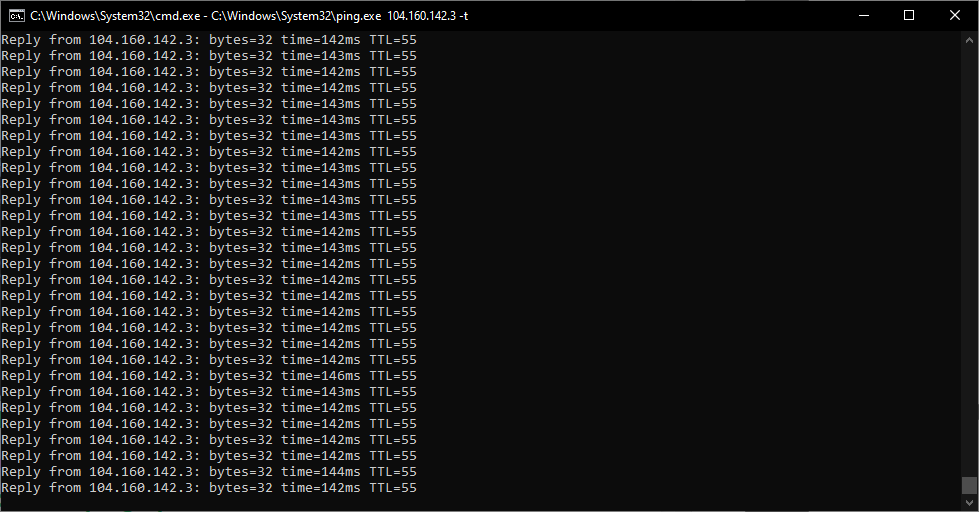 C:\Windows\System32\cmd.exe - C:\Windows\System32\ping.exe 104.160.142.3 -t
Reply from 104.160.142.3: bytes=32 time=142ms TTL=55
Reply from 104.160.142.3: bytes=32 time=143ms TTL=55
Reply from 104.160.142.3: bytes=32 time=142ms TTL=55
Reply from 104.160.142.3: bytes=32 time=142ms TTL=55
Reply from 104.160.142.3: bytes=32 time=143ms TTL=55
Reply from 104.160.142.3: bytes=32 time=143ms TTL=55
Reply from 104.160.142.3: bytes=32 time=143ms TTL=55
Reply from 104.160.142.3: bytes=32 time=142ms TTL=55
Reply from 104.160.142.3: bytes=32 time=143ms TTL=55
Reply from 104.160.142.3: bytes=32 time=143ms TTL=55
Reply from 104.160.142.3: bytes=32 time=143ms TTL=55
Reply from 104.160.142.3: bytes=32 time=143ms TTL=55
Reply from 104.160.142.3: bytes=32 time=142ms TTL=55
Reply from 104.160.142.3: bytes=32 time=143ms TTL=55
Reply from 104.160.142.3: bytes=32 time=142ms TTL=55
Reply from 104.160.142.3: bytes=32 time=142ms TTL=55
Reply from 104.160.142.3: bytes=32 time=142ms TTL=55
Reply from 104.160.142.3: bytes=32 time=142ms TTL=55
Reply from 104.160.142.3: bytes=32 time=142ms TTL=55
Reply from 104.160.142.3: bytes=32 time=142ms TTL=55
Reply from 104.160.142.3: bytes=32 time=142ms TTL=55
Reply from 104.160.142.3: bytes=32 time=146ms TTL=55
Reply from 104.160.142.3: bytes=32 time=143ms TTL=55
Reply from 104.160.142.3: bytes=32 time=142ms TTL=55
Reply from 104.160.142.3: bytes=32 time=142ms TTL=55
Reply from 104.160.142.3: bytes=32 time=142ms TTL=55
Reply from 104.160.142.3: bytes=32 time=142ms TTL=55
Reply from 104.160.142.3: bytes=32 time=144ms TTL=55
Reply from 104.160.142.3: bytes=32 time=142ms TTL=55